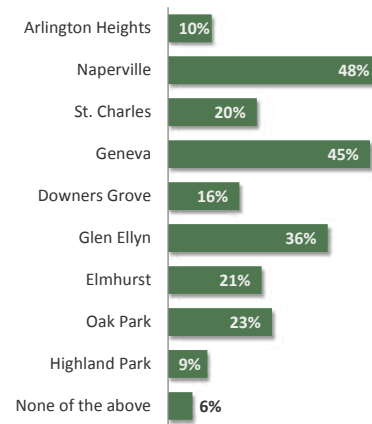 Arlington Heights 10%
Naperville 48%
St. Charles 20%
Geneva 45%
Downers Grove 16%
Glen Ellyn 36%
Elmhurst 21%
Oak Park 23%
Highland Park 9%
None of the above 6%